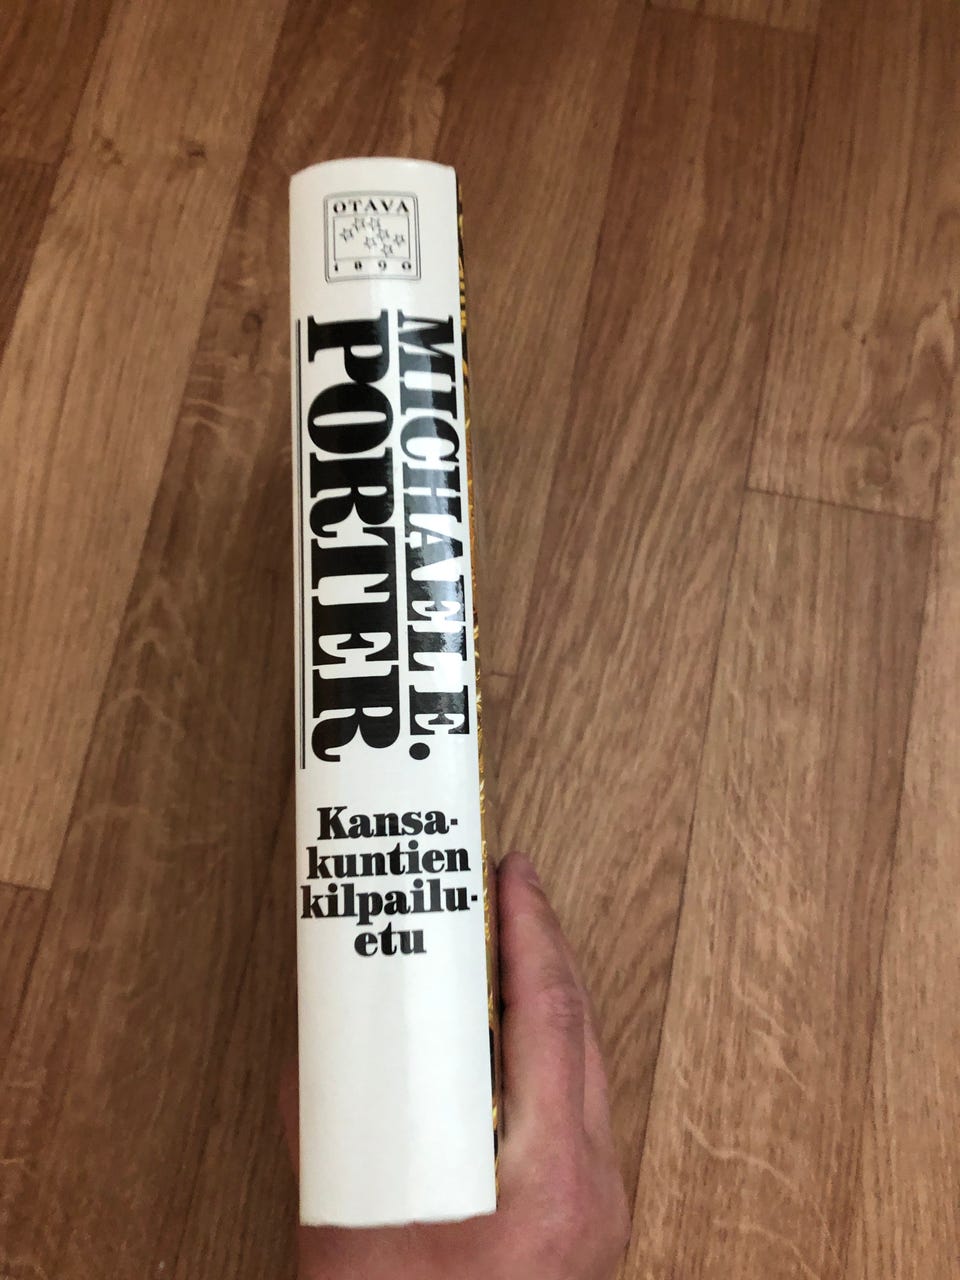 OTAVA
1890
MICHAEL E.
PORTER
Kansa-
kuntien
kilpailu-
etu